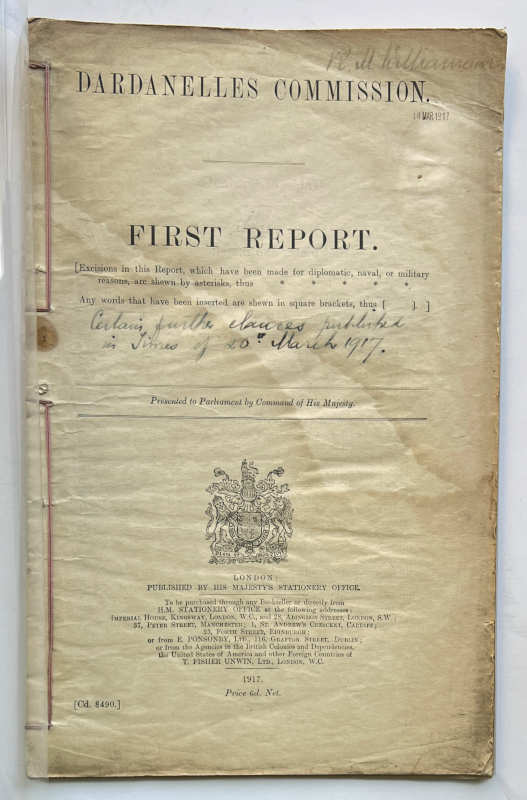 R. M. Williamson
DARDANELLES COMMISSION.
MAR 1917
FIRST REPORT.
[Excisions in this Report, which have been made for diplomatic, naval, or military
reasons, are shewn by asterisks, thus * * * * *
Any words that have been inserted are shewn in square brackets, thus [ ]. ]
Certain further clauses published
in Times of 20th March 1917.
Presented to Parliament by Command of His Majesty.
LONDON:
PUBLISHED BY HIS MAJESTY'S STATIONERY OFFICE.
To be purchased through any Bookseller or directly from
H.M. STATIONERY OFFICE at the following addresses:
IMPERIAL HOUSE, KINGSWAY, LONDON, W.C., and 28, ABINGDON STREET, LONDON, S.W.;
37, PETER STREET, MANCHESTER; 1, ST. ANDREW'S CRESCENT, CARDIFF;
23, FORTH STREET, EDINBURGH;
or from E. PONSONBY, LTD., 116, GRAFTON STREET, DUBLIN;
or from the Agencies in the British Colonies and Dependencies,
the United States of America and other Foreign Countries of
T. FISHER UNWIN, LTD., LONDON, W.C.
1917.
Price 6d. Net.
[Cd. 8490.]